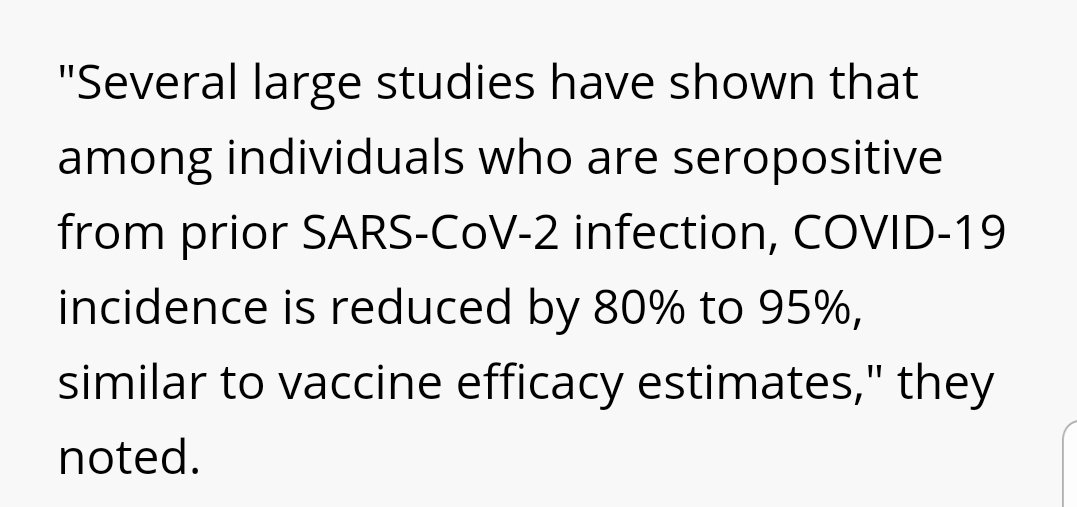 "Several large studies have shown that
among individuals who are seropositive
from prior SARS-CoV-2 infection, COVID-19
incidence is reduced by 80% to 95%,
similar to vaccine efficacy estimates," they
noted.